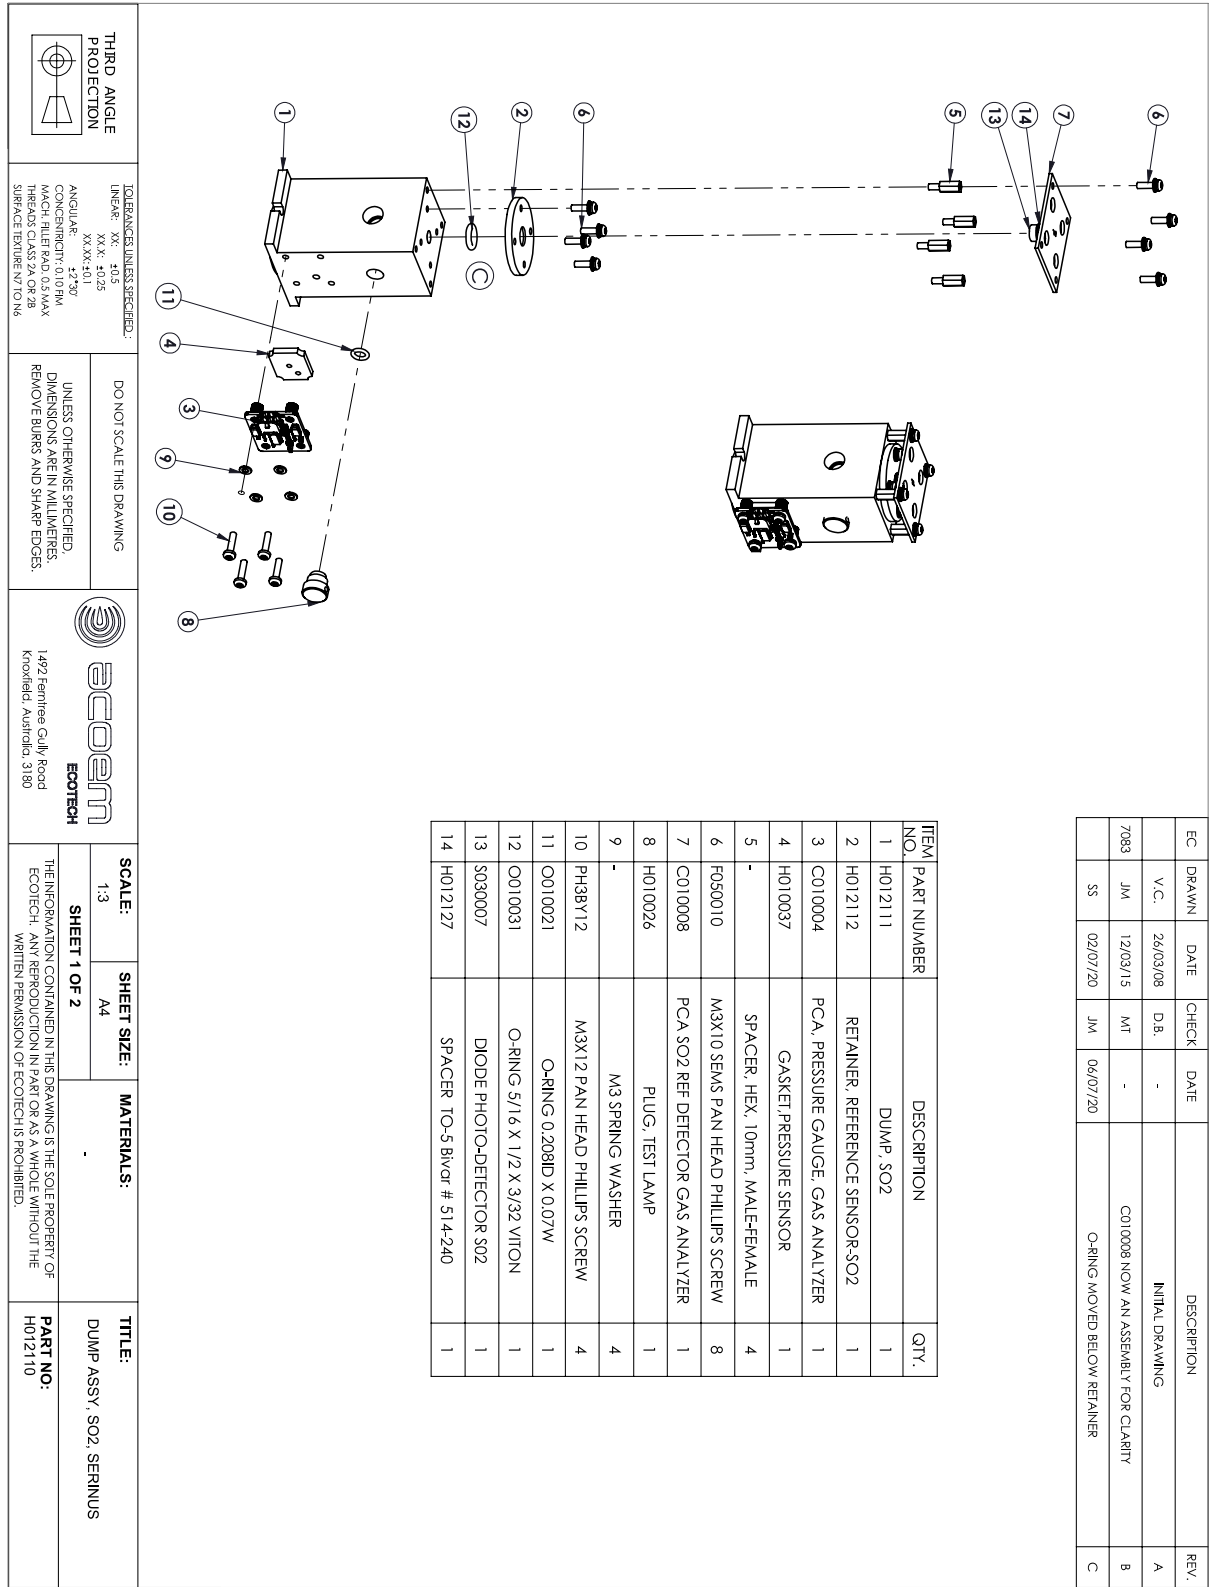 EC DRAWN DATE CHECK DATE DESCRIPTION REV.
V.C. 26/03/08 D.B. - INITIAL DRAWING A
7083 JM 12/03/15 MT - C010008 NOW AN ASSEMBLY FOR CLARITY B
SS 02/07/20 JM 06/07/20 O-RING MOVED BELOW RETAINER C
6
7
14
13
5
6
2
12
1
C
11
4
3
9
10
8
ITEM NO. PART NUMBER DESCRIPTION QTY.
1 H012111 DUMP, SO2 1
2 H012112 RETAINER, REFERENCE SENSOR-SO2 1
3 C010004 PCA, PRESSURE GAUGE, GAS ANALYZER 1
4 H010037 GASKET,PRESSURE SENSOR 1
5 - SPACER, HEX, 10mm, MALE-FEMALE 4
6 F050010 M3X10 SEMS PAN HEAD PHILLIPS SCREW 8
7 C010008 PCA SO2 REF DETECTOR GAS ANALYZER 1
8 H010026 PLUG, TEST LAMP 1
9 - M3 SPRING WASHER 4
10 PH3BY12 M3X12 PAN HEAD PHILLIPS SCREW 4
11 O010021 O-RING 0.208ID X 0.07W 1
12 O010031 O-RING 5/16 X 1/2 X 3/32 VITON 1
13 S030007 DIODE PHOTO-DETECTOR S02 1
14 H012127 SPACER TO-5 Bivar # 514-240 1
THIRD ANGLE
PROJECTION
TOLERANCES UNLESS SPECIFIED :
LINEAR: XX: ±0.5
XX.X: ±0.25
XX.XX: ±0.1
ANGULAR: ±2°30'
CONCENTRICITY: 0.10 FIM
MACH. FILLET RAD. 0.5 MAX
THREADS CLASS 2A OR 2B
SURFACE TEXTURE N7 TO N6
DO NOT SCALE THIS DRAWING
UNLESS OTHERWISE SPECIFIED,
DIMENSIONS ARE IN MILLIMETRES.
REMOVE BURRS AND SHARP EDGES.
acoem
ECOTECH
1492 Ferntree Gully Road
Knoxfield, Australia, 3180
SCALE: SHEET SIZE: MATERIALS:
1:3 A4 -
SHEET 1 OF 2
THE INFORMATION CONTAINED IN THIS DRAWING IS THE SOLE PROPERTY OF
ECOTECH. ANY REPRODUCTION IN PART OR AS A WHOLE WITHOUT THE
WRITTEN PERMISSION OF ECOTECH IS PROHIBITED.
TITLE:
DUMP ASSY, SO2, SERINUS
PART NO:
H012110